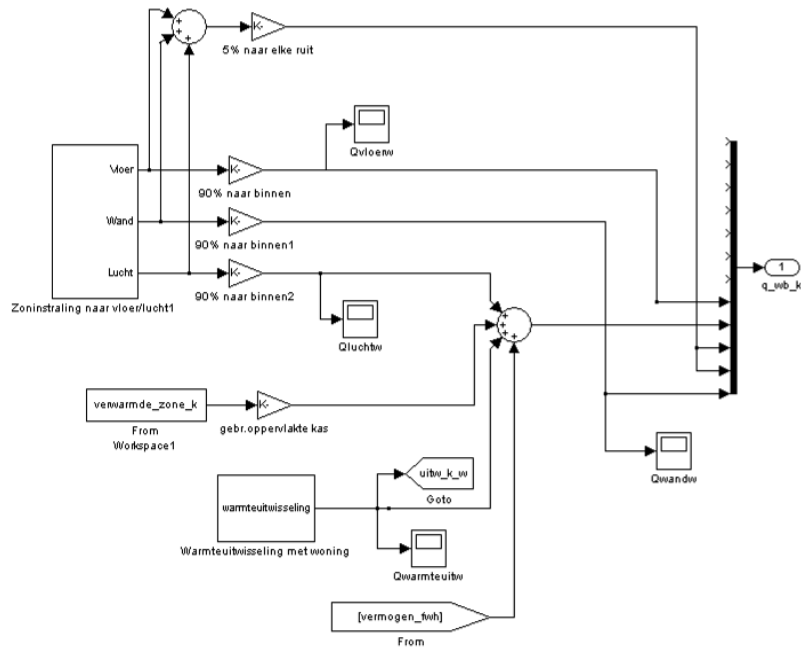 K-
5% naar elke ruit
Qvloerw
Vloer
K-
90% naar binnen
Wand
K-
90% naar binnen1
Lucht
K-
90% naar binnen2
Zoninstraling naar vloer/lucht1
Qluchtw
1
q_wb_k
verwarmde_zone_k
From
Workspace1
K-
gebr.oppervlakte kas
Qwandw
uitw_k_w
Goto
warmteuitwisseling
Warmteuitwisseling met woning
Qwarmteuitw
[vermogen_fwh]
From